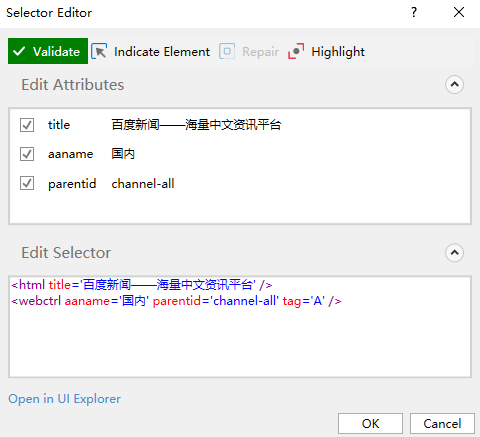 Selector Editor
Validate Indicate Element Repair Highlight
Edit Attributes
title 百度新闻——海量中文资讯平台
aaname 国内
parentid channel-all
Edit Selector
<html title='百度新闻——海量中文资讯平台' />
<webctrl aaname='国内' parentid='channel-all' tag='A' />
Open in UI Explorer
OK Cancel